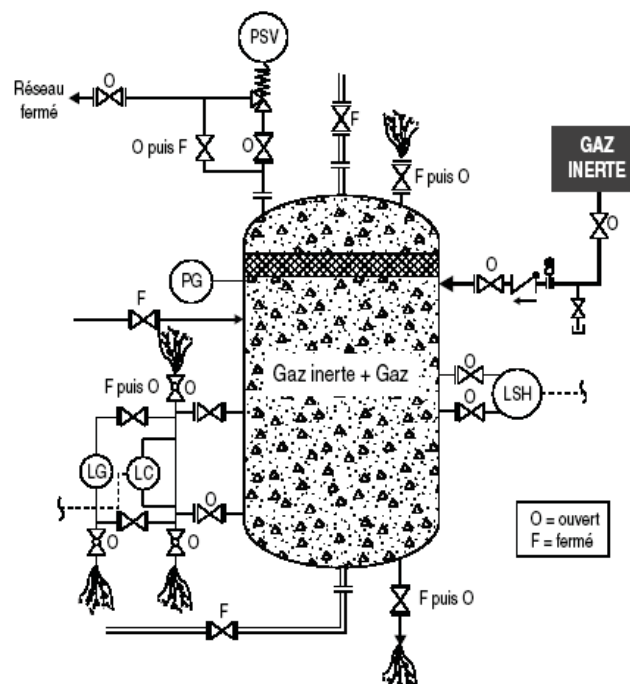 PSV
O
Réseau
fermé
O puis F
O
F
F puis O
GAZ
INERTE
O
PG
O
F
Gaz inerte + Gaz
O
LSH
O
F puis O
O
LG
LC
O
O
O
O = ouvert
F = fermé
F
F puis O